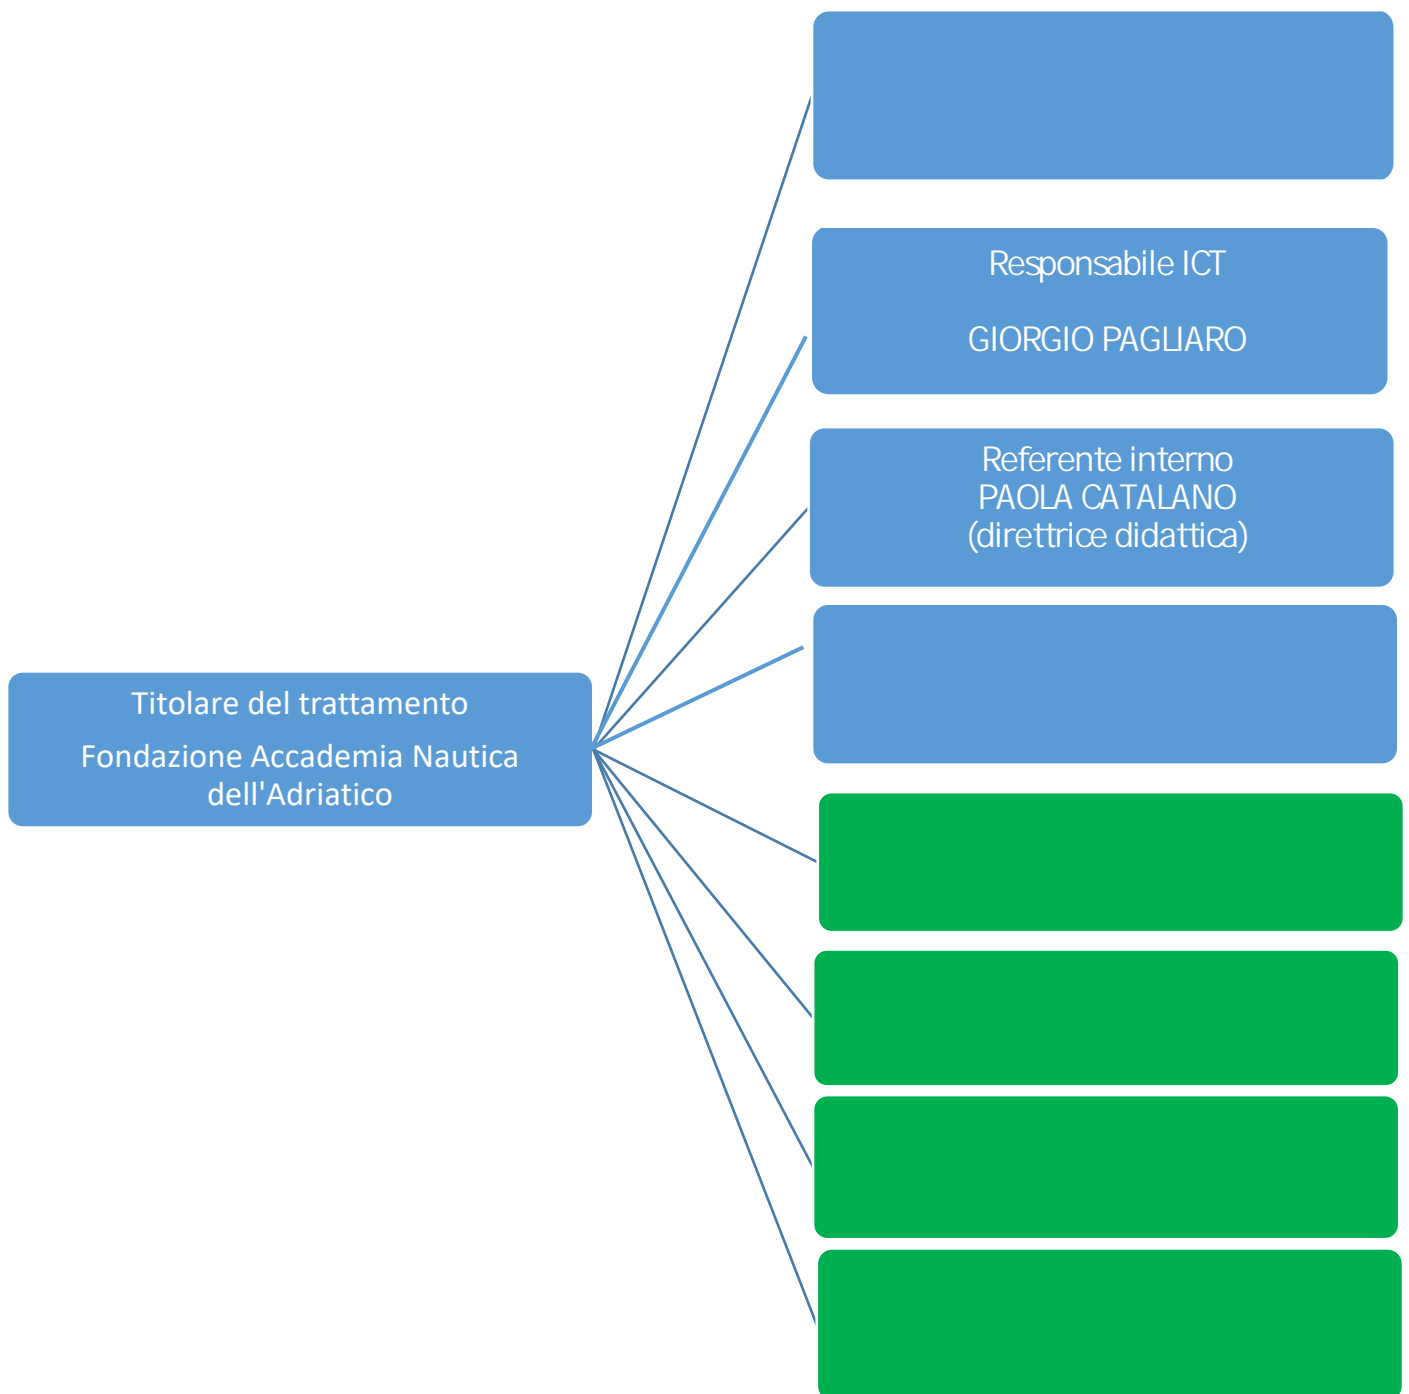 Responsabile ICT
GIORGIO PAGLIARO
Referente interno
PAOLA CATALANO
(direttrice didattica)
Titolare del trattamento
Fondazione Accademia Nautica
dell'Adriatico